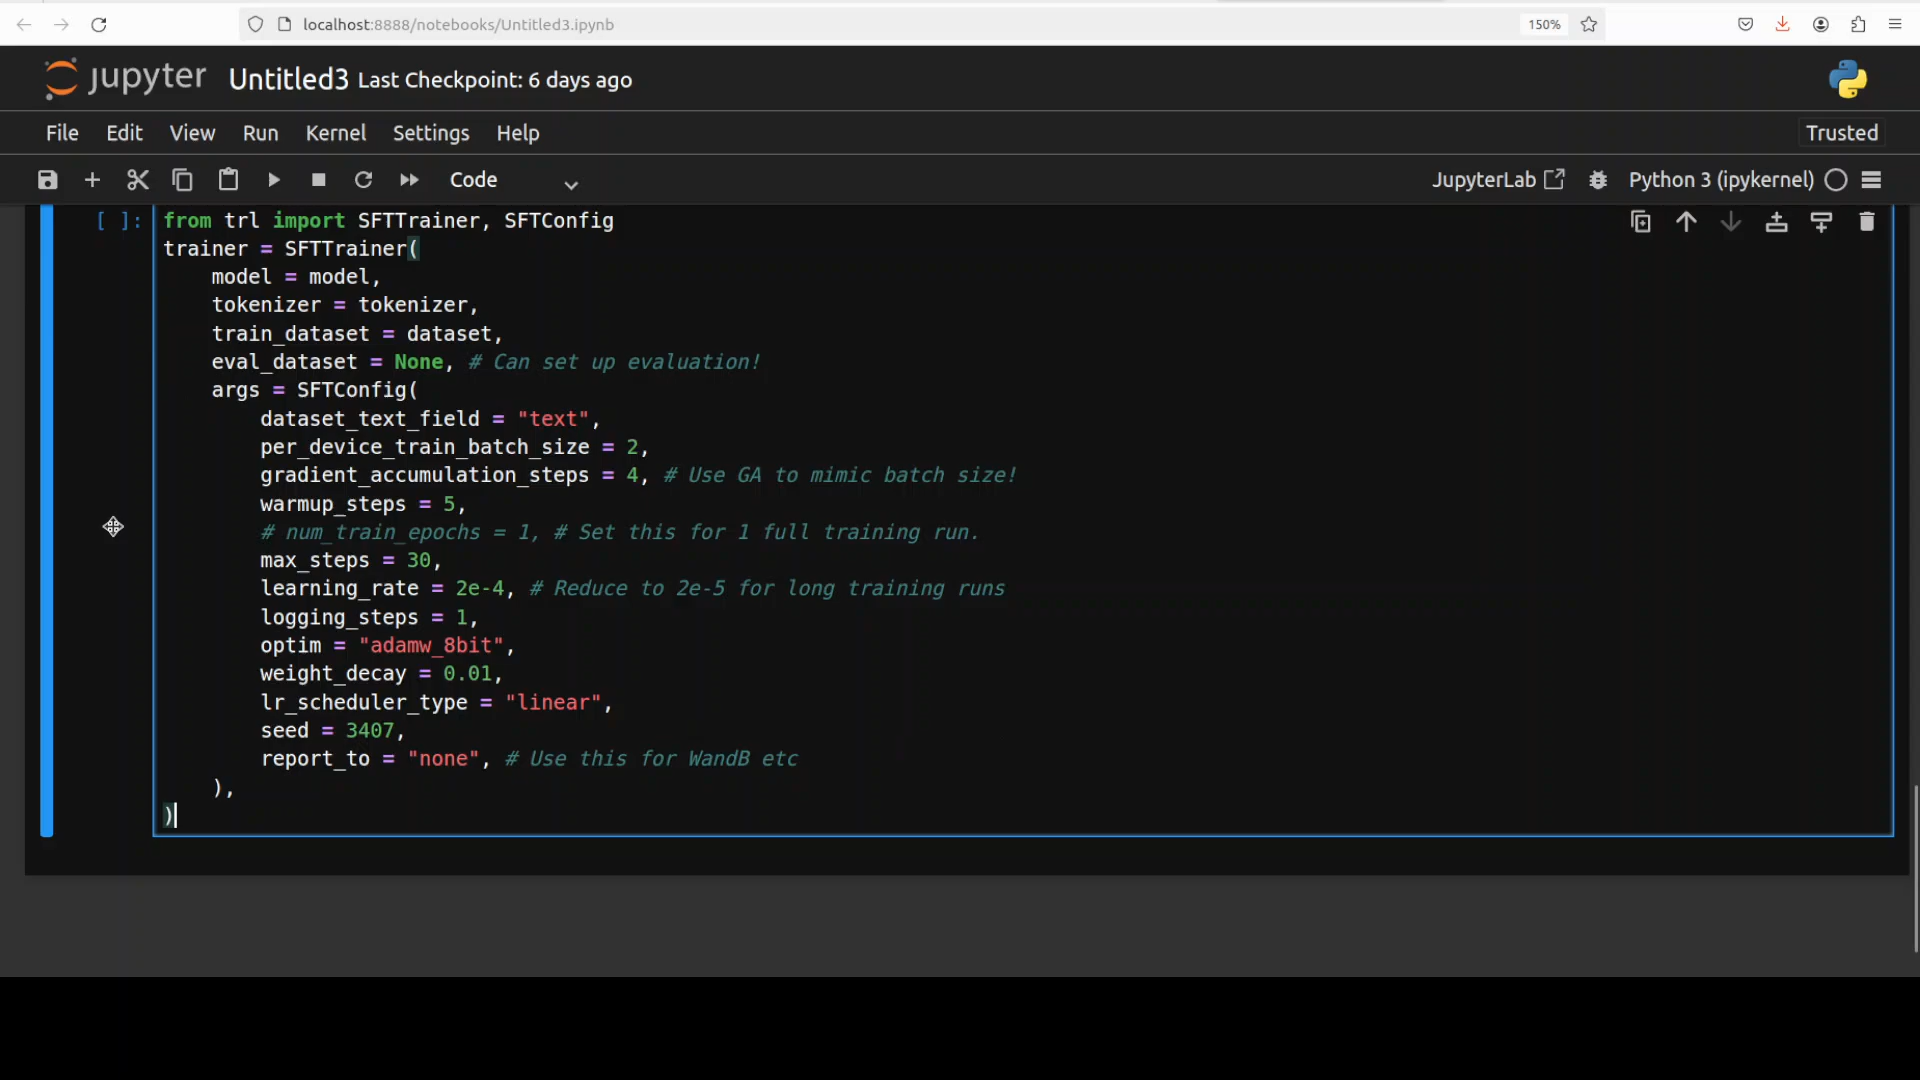 localhost:8888/notebooks/Untitled3.ipynb
150%
jupyter Untitled3 Last Checkpoint: 6 days ago
File Edit View Run Kernel Settings Help
Trusted
Code
JupyterLab
Python 3 (ipykernel)
[ ]: from trl import SFTTrainer, SFTConfig
trainer = SFTTrainer(
    model = model,
    tokenizer = tokenizer,
    train_dataset = dataset,
    eval_dataset = None, # Can set up evaluation!
    args = SFTConfig(
        dataset_text_field = "text",
        per_device_train_batch_size = 2,
        gradient_accumulation_steps = 4, # Use GA to mimic batch size!
        warmup_steps = 5,
        # num_train_epochs = 1, # Set this for 1 full training run.
        max_steps = 30,
        learning_rate = 2e-4, # Reduce to 2e-5 for long training runs
        logging_steps = 1,
        optim = "adamw_8bit",
        weight_decay = 0.01,
        lr_scheduler_type = "linear",
        seed = 3407,
        report_to = "none", # Use this for WandB etc
    ),
)